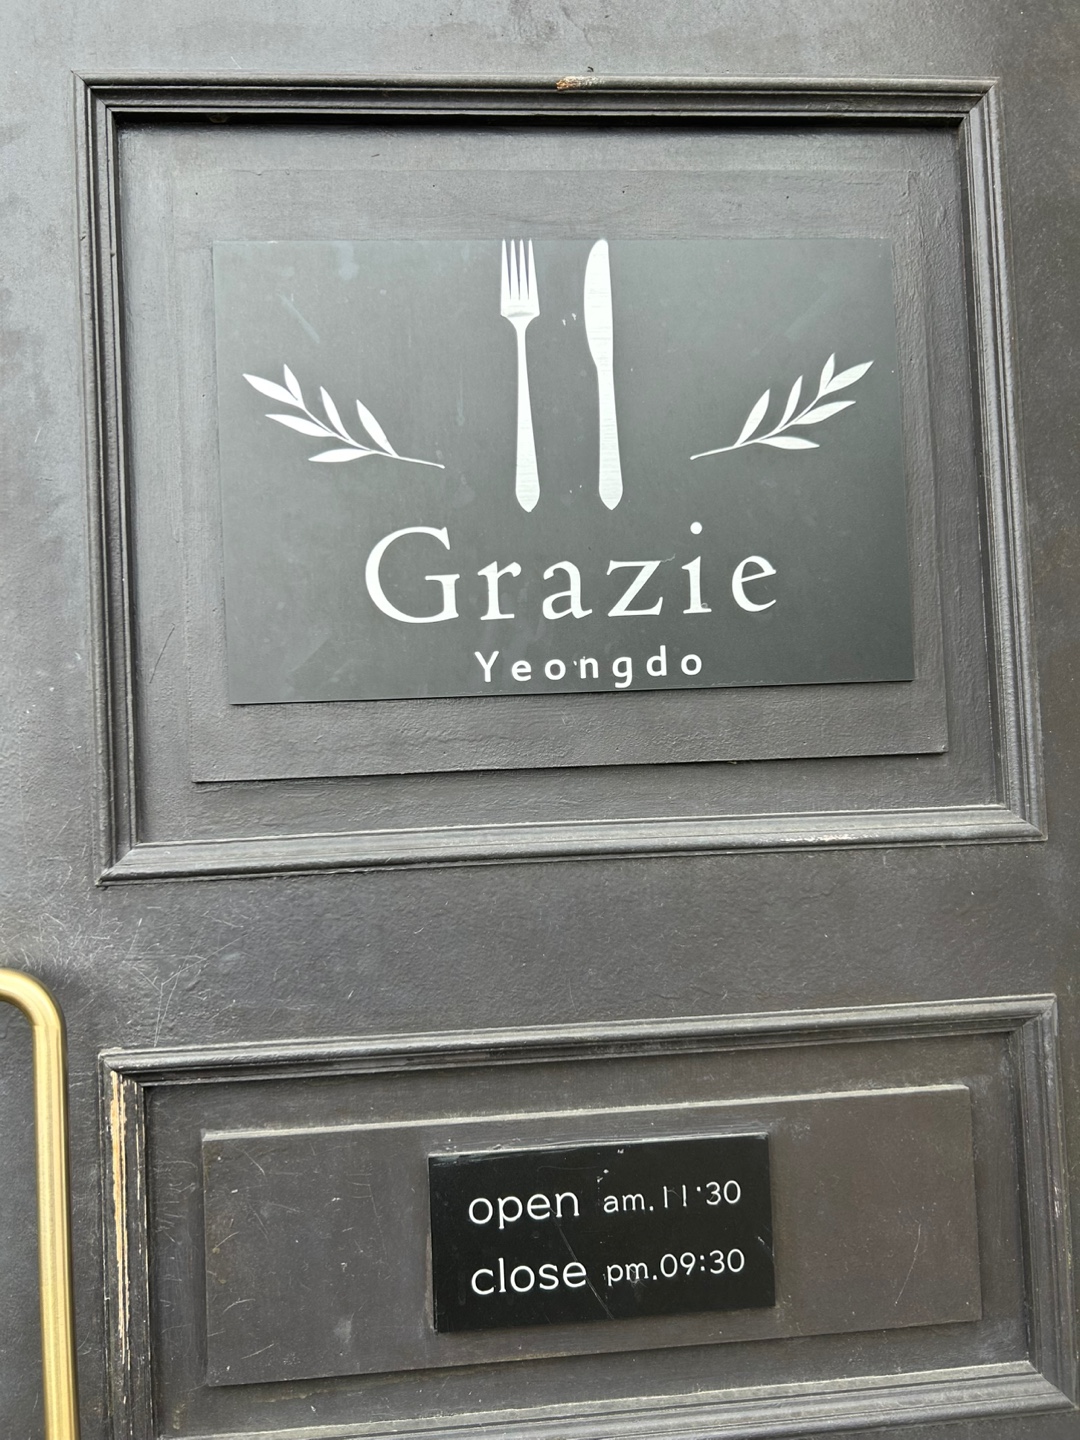 Grazie
Yeongdo
open am.11:30
close pm.09:30